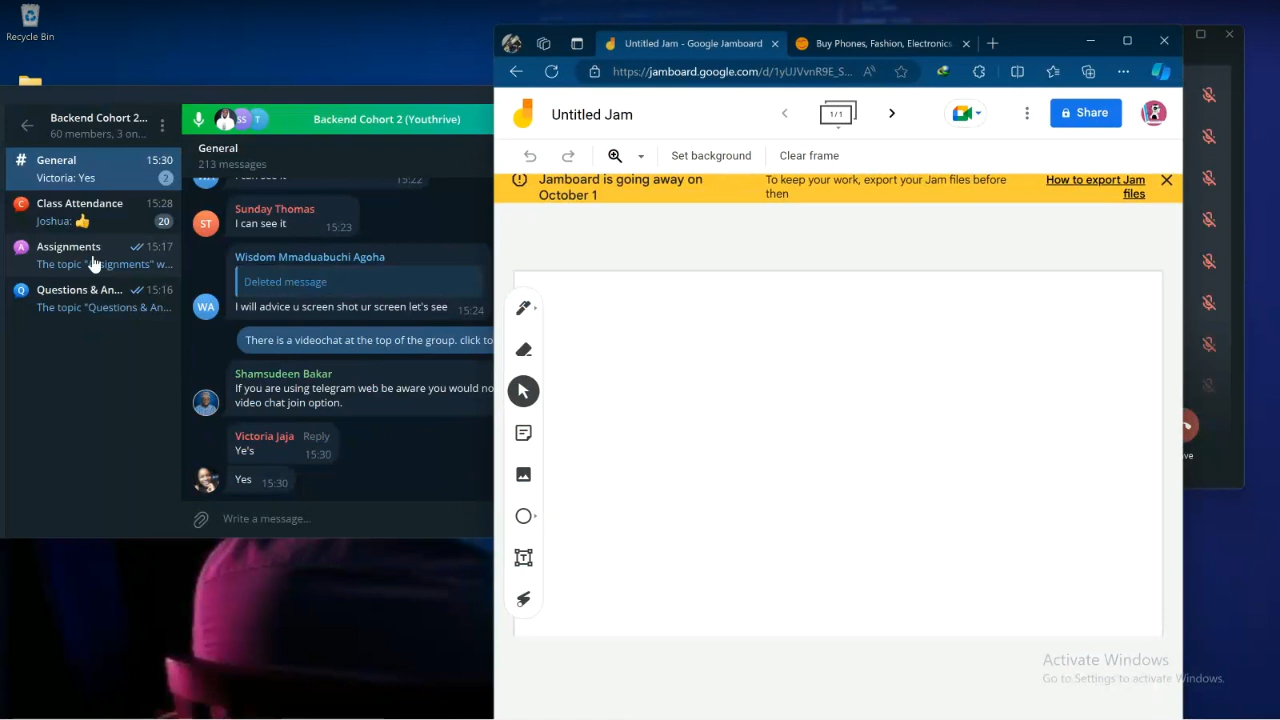 Recycle Bin
Backend Cohort 2...
60 members, 3 on...
General 15:30
Victoria: Yes 2
Class Attendance 15:28
Joshua: 👍 20
Assignments 15:17
The topic "Assignments" w...
Questions & An... 15:16
The topic "Questions & An...
SS T Backend Cohort 2 (Youthrive)
General
213 messages
I can see it 15:22
Sunday Thomas
I can see it
15:23
Wisdom Mmaduabuchi Agoha
Deleted message
I will advice u screen shot ur screen let's see 15:24
There is a videochat at the top of the group. click to
Shamsudeen Bakar
If you are using telegram web be aware you would no
video chat join option.
Victoria Jaja Reply
Ye's
15:30
Yes 15:30
Write a message...
Untitled Jam - Google Jamboard
Buy Phones, Fashion, Electronics
https://jamboard.google.com/d/1yUJVvnR9E_S...
Untitled Jam
1/1
Share
Set background
Clear frame
Jamboard is going away on
October 1
To keep your work, export your Jam files before
then
How to export Jam
files
ve
Activate Windows
Go to Settings to activate Windows.